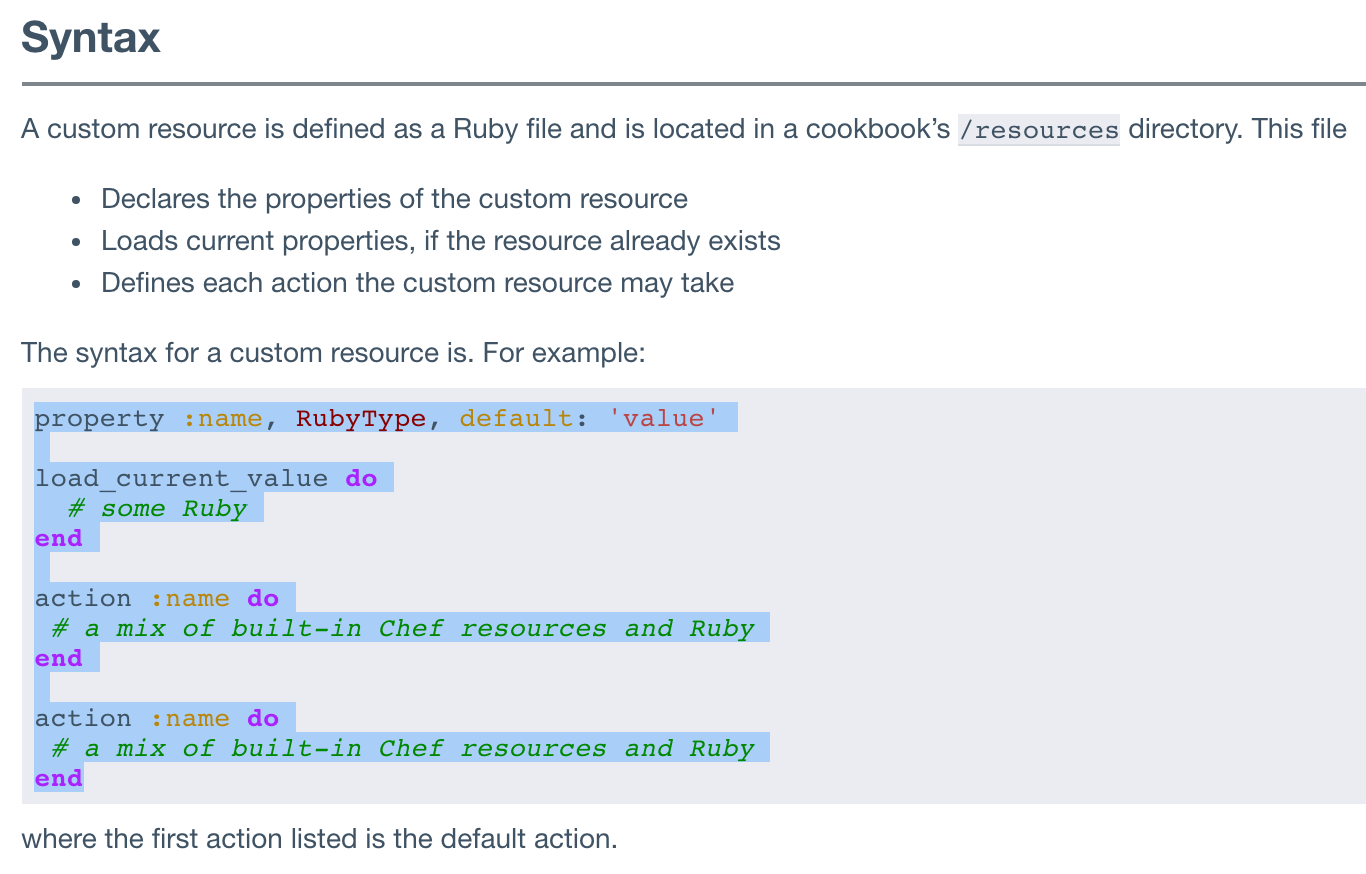 Syntax
A custom resource is defined as a Ruby file and is located in a cookbook’s /resources directory. This file
• Declares the properties of the custom resource
• Loads current properties, if the resource already exists
• Defines each action the custom resource may take
The syntax for a custom resource is. For example:
property :name, RubyType, default: 'value'
load_current_value do
  # some Ruby
end
action :name do
 # a mix of built-in Chef resources and Ruby
end
action :name do
 # a mix of built-in Chef resources and Ruby
end
where the first action listed is the default action.